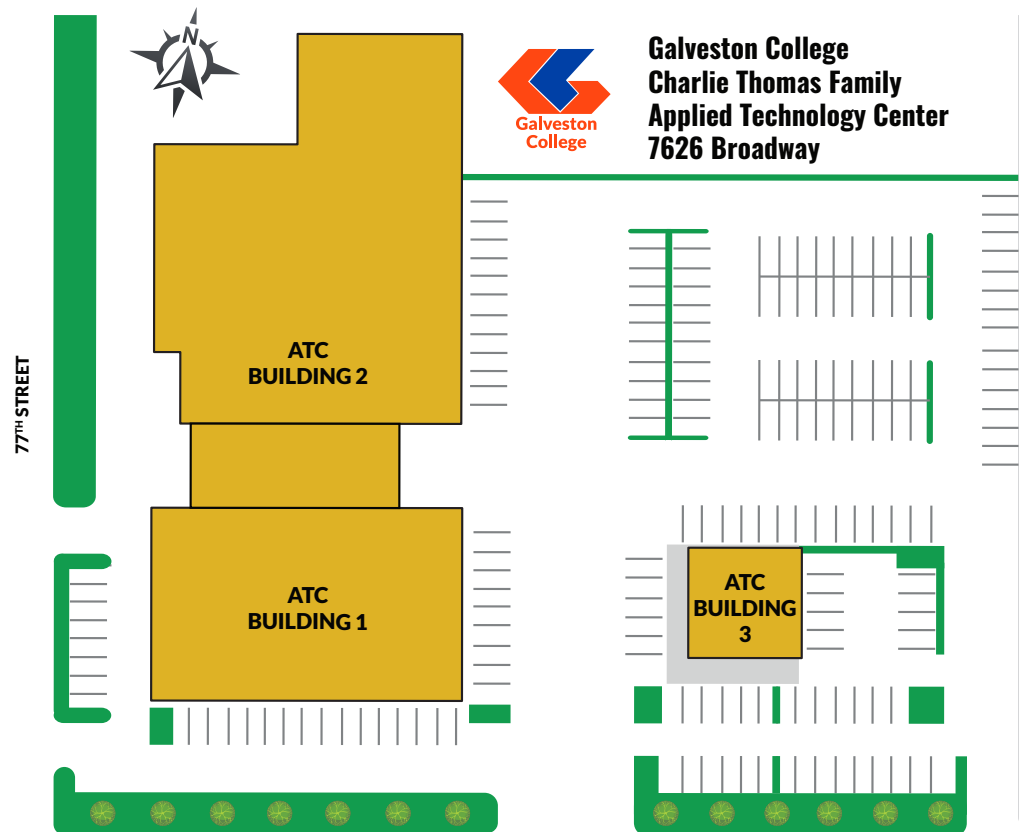 N
Galveston
College
Galveston College
Charlie Thomas Family
Applied Technology Center
7626 Broadway
77TH STREET
ATC
BUILDING 2
ATC
BUILDING 1
ATC
BUILDING
3